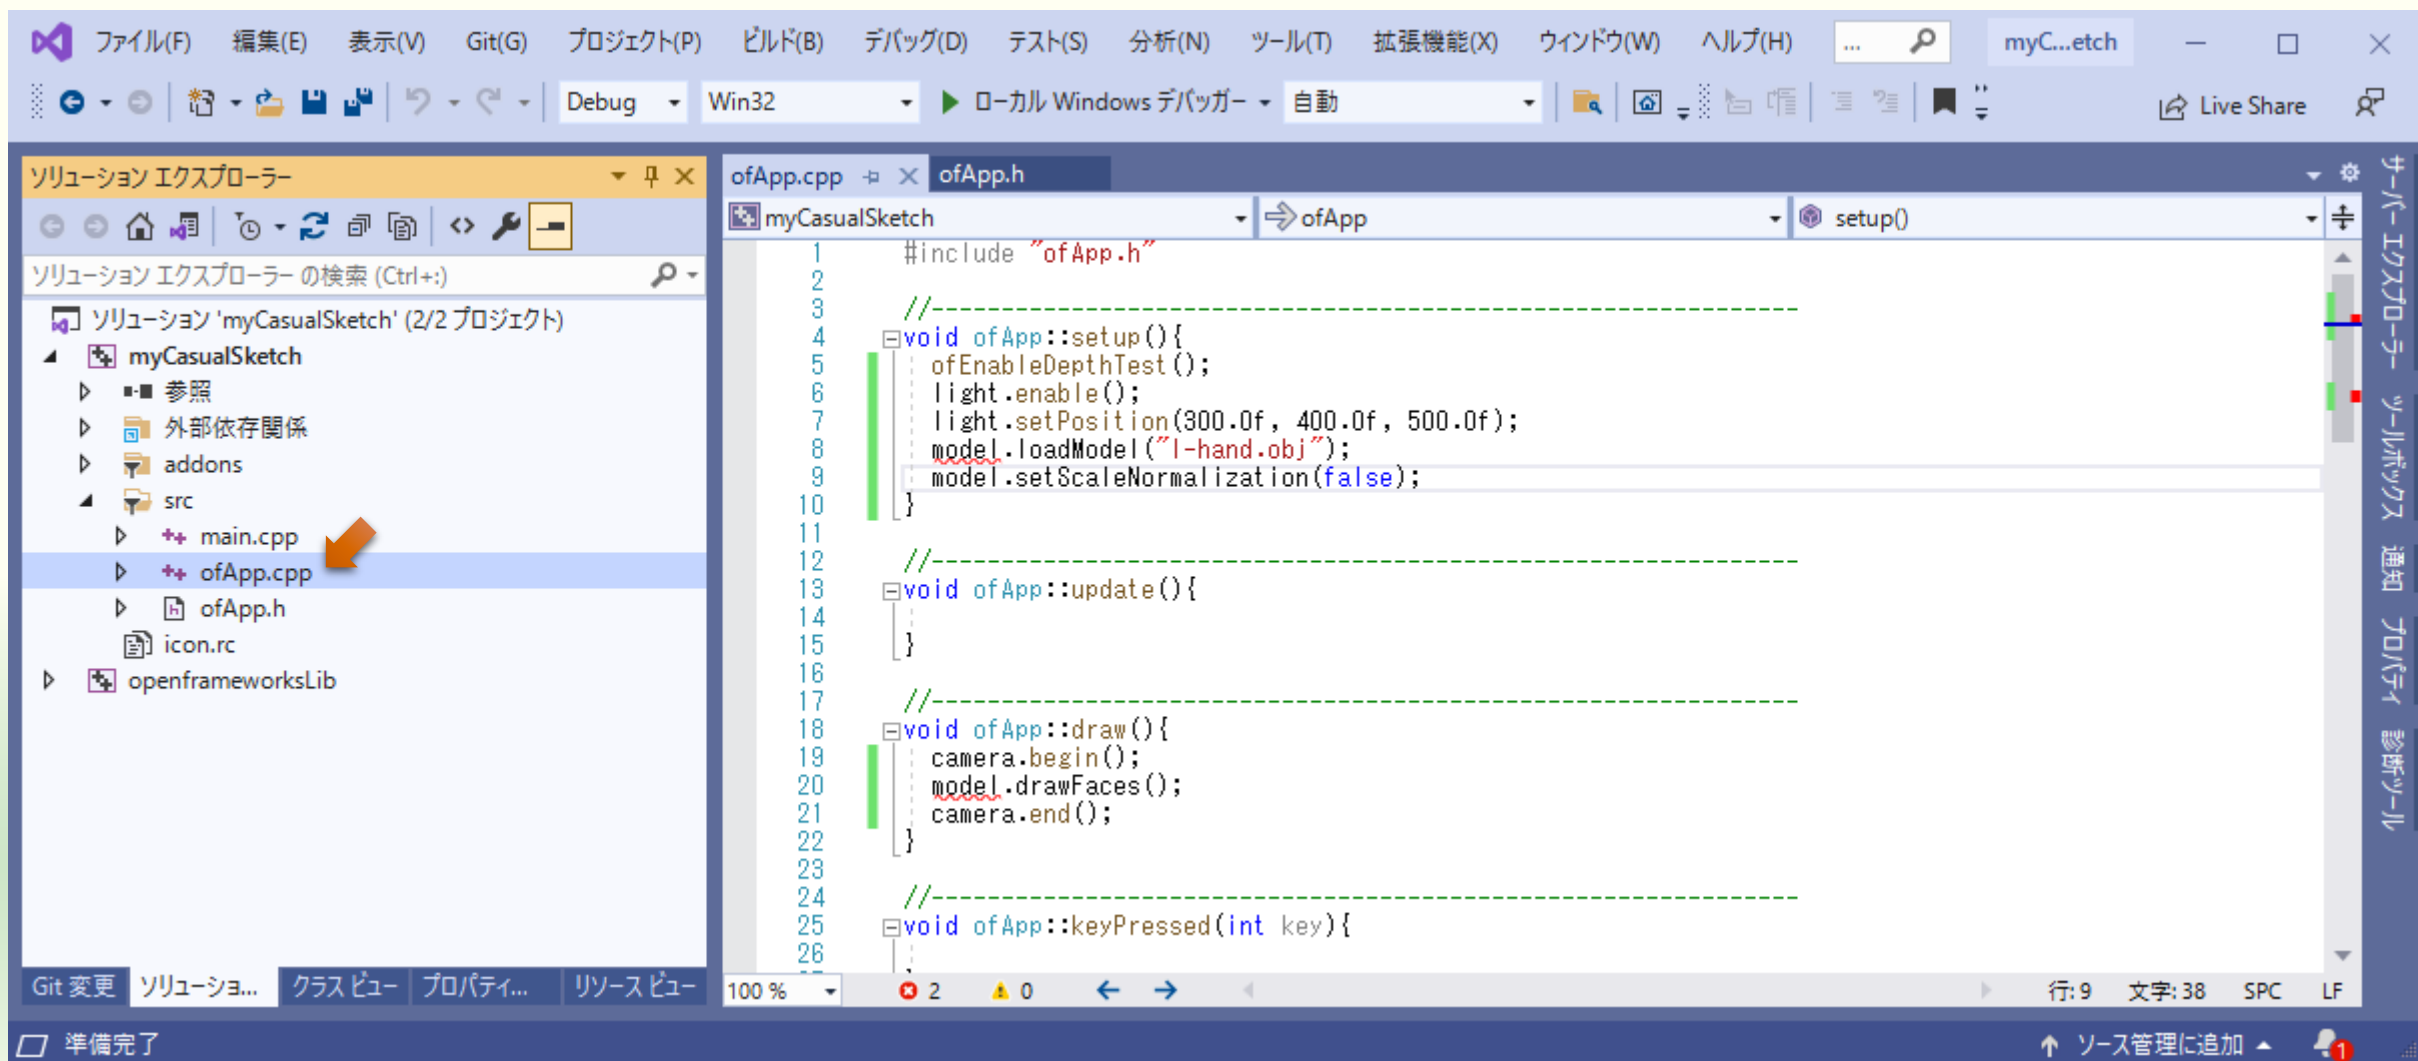 ファイル(F) 編集(E) 表示(V) Git(G) プロジェクト(P) ビルド(B) デバッグ(D) テスト(S) 分析(N) ツール(T) 拡張機能(X) ウィンドウ(W) ヘルプ(H) ... myC...etch
Debug Win32 ローカル Windows デバッガー 自動 Live Share
ソリューション エクスプローラー
ソリューション エクスプローラー の検索 (Ctrl+:)
ソリューション 'myCasualSketch' (2/2 プロジェクト)
myCasualSketch
参照
外部依存関係
addons
src
main.cpp
ofApp.cpp
ofApp.h
icon.rc
openframeworksLib
Git 変更 ソリューショ... クラス ビュー プロパティ... リソース ビュー
ofApp.cpp ofApp.h
myCasualSketch ofApp setup()
1 #include "ofApp.h"
2
3 //--------------------------------------------------------------
4 void ofApp::setup(){
5 ofEnableDepthTest();
6 light.enable();
7 light.setPosition(300.0f, 400.0f, 500.0f);
8 model.loadModel("l-hand.obj");
9 model.setScaleNormalization(false);
10 }
11
12 //--------------------------------------------------------------
13 void ofApp::update(){
14
15 }
16
17 //--------------------------------------------------------------
18 void ofApp::draw(){
19 camera.begin();
20 model.drawFaces();
21 camera.end();
22 }
23
24 //--------------------------------------------------------------
25 void ofApp::keyPressed(int key){
26
100 % 2 0 行: 9 文字: 38 SPC LF
サーバー エクスプローラー
ツールボックス
通知
プロパティ
診断ツール
準備完了 ソース管理に追加 1